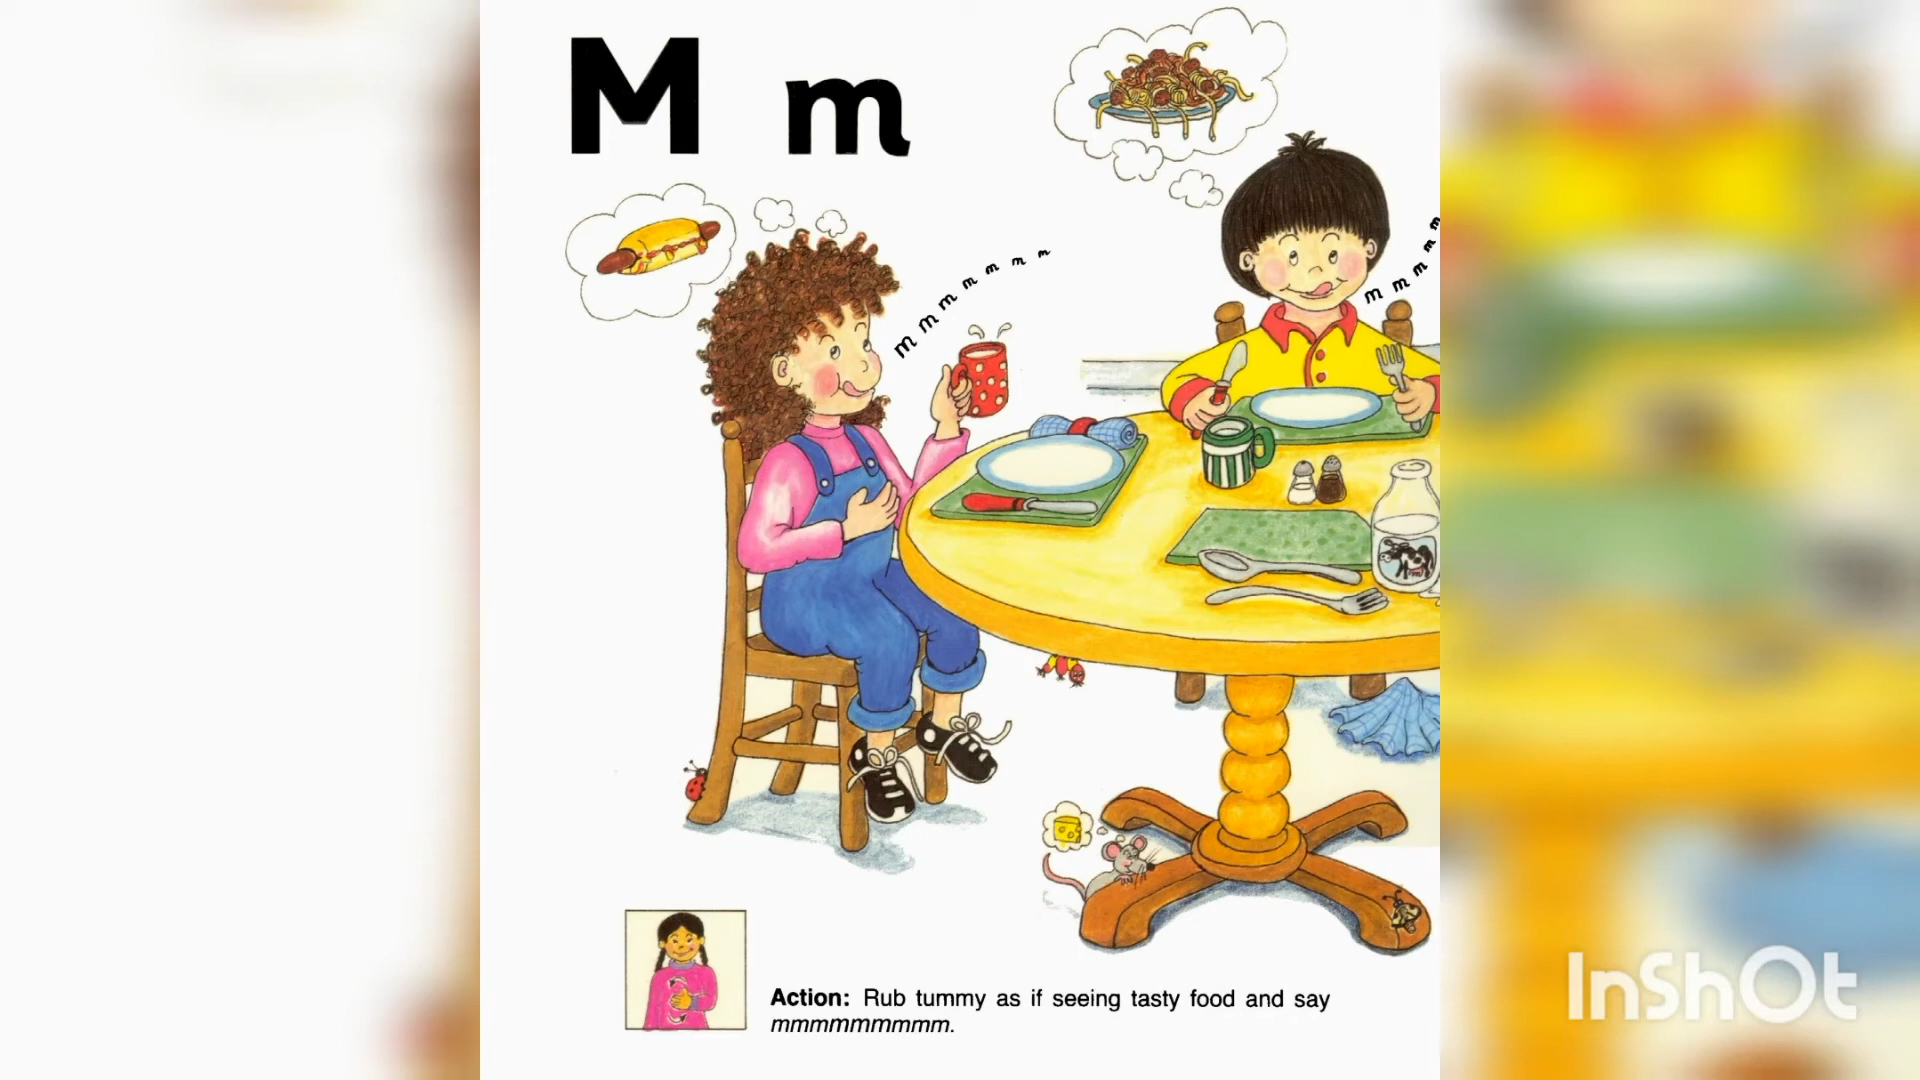 M m
m m m m m m m
m m m m m
Action: Rub tummy as if seeing tasty food and say
mmmmmmmmm.
InShOt